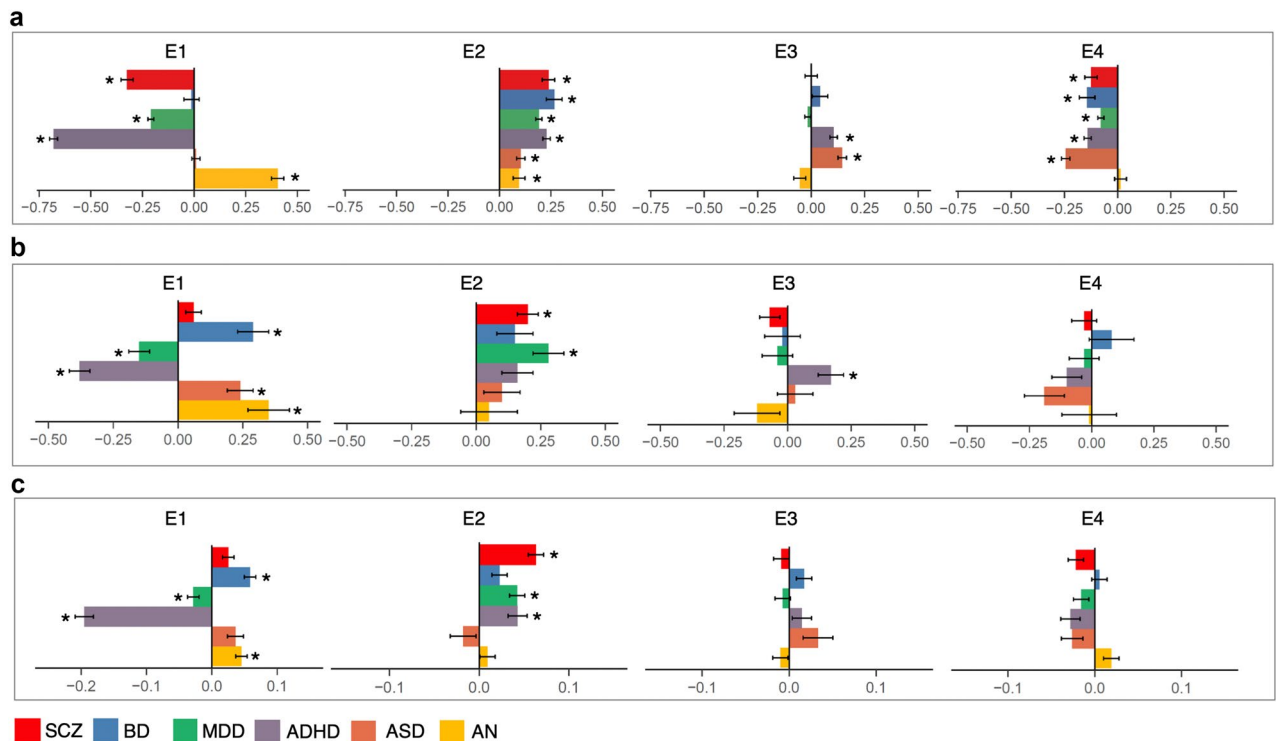 a
E1 E2 E3 E4
* * * * * * * * * * * * * * * * *
−0.75 −0.50 −0.25 0.00 0.25 0.50 −0.75 −0.50 −0.25 0.00 0.25 0.50 −0.75 −0.50 −0.25 0.00 0.25 0.50 −0.75 −0.50 −0.25 0.00 0.25 0.50
b
E1 E2 E3 E4
* * * * * * * *
−0.50 −0.25 0.00 0.25 0.50 −0.50 −0.25 0.00 0.25 0.50 −0.50 −0.25 0.00 0.25 0.50 −0.50 −0.25 0.00 0.25 0.50
c
E1 E2 E3 E4
* * * * * * *
−0.2 −0.1 0.0 0.1 −0.1 0.0 0.1 −0.1 0.0 0.1 −0.1 0.0 0.1
SCZ BD MDD ADHD ASD AN